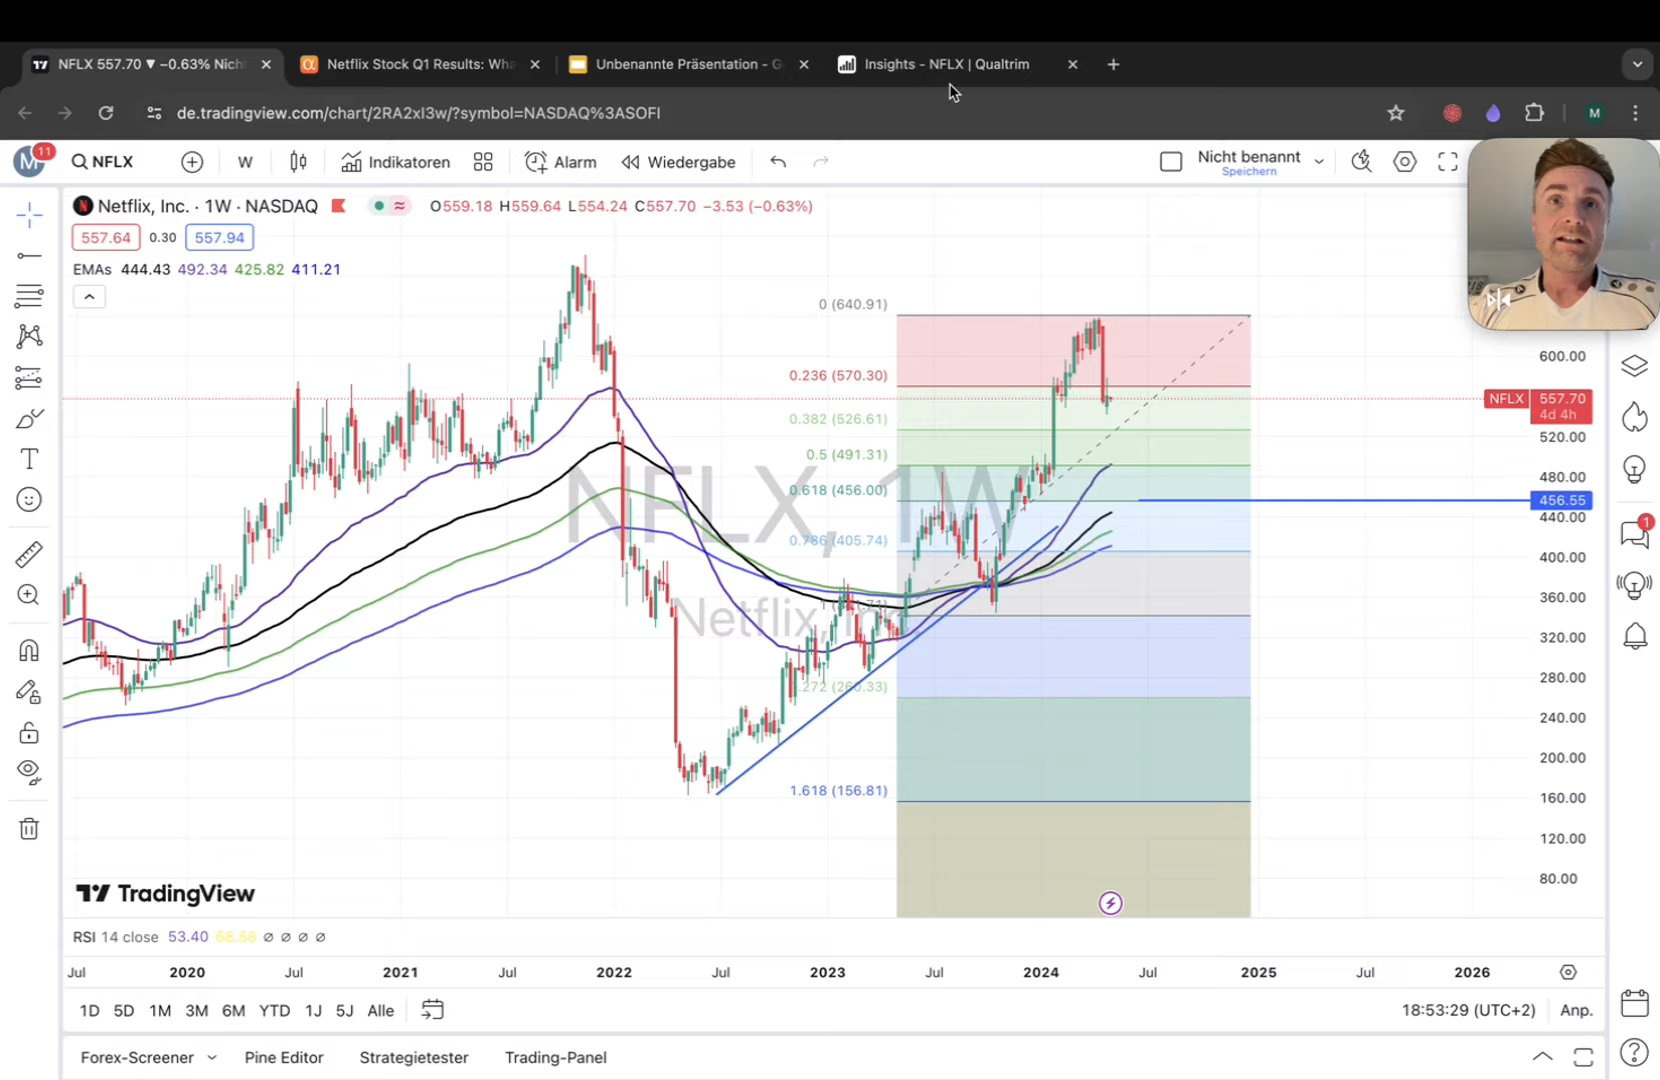 NFLX 557.70 ▼ −0.63% Nich
Netflix Stock Q1 Results: Wha
Unbenannte Präsentation - G
Insights - NFLX | Qualtrim
de.tradingview.com/chart/2RA2xI3w/?symbol=NASDAQ%3ASOFI
M
M
11
NFLX
W
Indikatoren
Alarm
Wiedergabe
Nicht benannt
Speichern
Netflix, Inc. · 1W · NASDAQ
O559.18 H559.64 L554.24 C557.70 −3.53 (−0.63%)
557.64
0.30
557.94
EMAs 444.43 492.34 425.82 411.21
0 (640.91)
0.236 (570.30)
0.382 (526.61)
0.5 (491.31)
0.618 (456.00)
0.786 (405.74)
1.618 (156.81)
NFLX, 1W
Netflix, Inc.
600.00
NFLX
557.70
4d 4h
520.00
480.00
456.55
440.00
400.00
360.00
320.00
280.00
240.00
200.00
160.00
120.00
80.00
1
TradingView
RSI 14 close 53.40 68.58 ∅ ∅ ∅ ∅
Jul
2020
Jul
2021
Jul
2022
Jul
2023
Jul
2024
Jul
2025
Jul
2026
1D
5D
1M
3M
6M
YTD
1J
5J
Alle
18:53:29 (UTC+2)
Anp.
Forex-Screener
Pine Editor
Strategietester
Trading-Panel